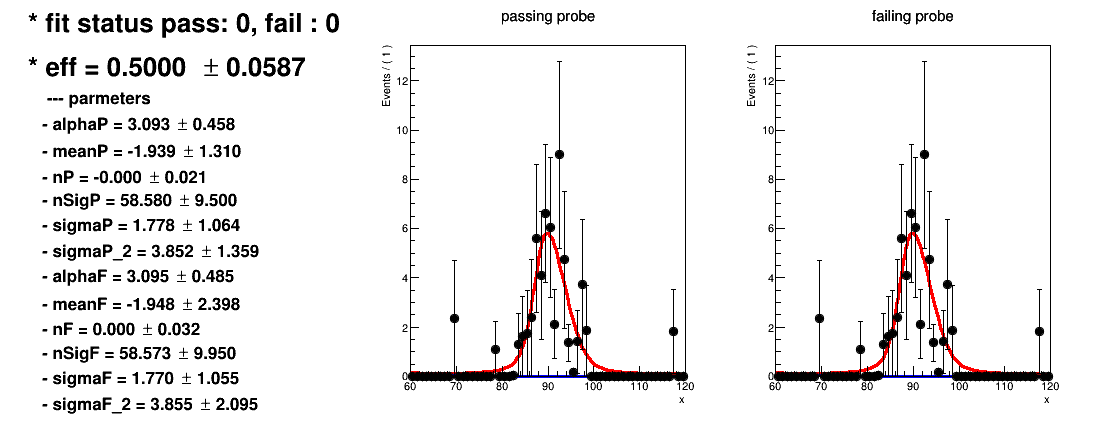 * fit status pass: 0, fail : 0
* eff = 0.5000 ± 0.0587
--- parmeters
- alphaP = 3.093 ± 0.458
- meanP = -1.939 ± 1.310
- nP = -0.000 ± 0.021
- nSigP = 58.580 ± 9.500
- sigmaP = 1.778 ± 1.064
- sigmaP_2 = 3.852 ± 1.359
- alphaF = 3.095 ± 0.485
- meanF = -1.948 ± 2.398
- nF = 0.000 ± 0.032
- nSigF = 58.573 ± 9.950
- sigmaF = 1.770 ± 1.055
- sigmaF_2 = 3.855 ± 2.095
passing probe
Events / ( 1 )
12
10
8
6
4
2
0
60 70 80 90 100 110 120
x
failing probe
Events / ( 1 )
12
10
8
6
4
2
0
60 70 80 90 100 110 120
x